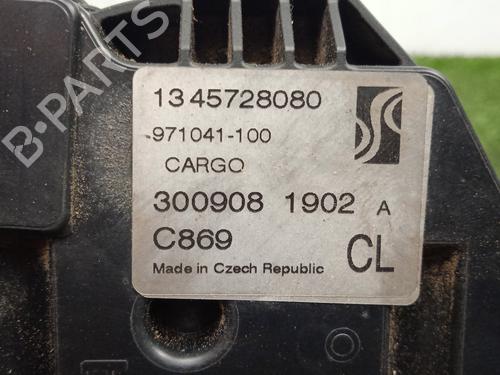 B-PARTS
1345728080
971041-100
CARGO
300908 1902 A
C869
CL
Made in Czech Republic